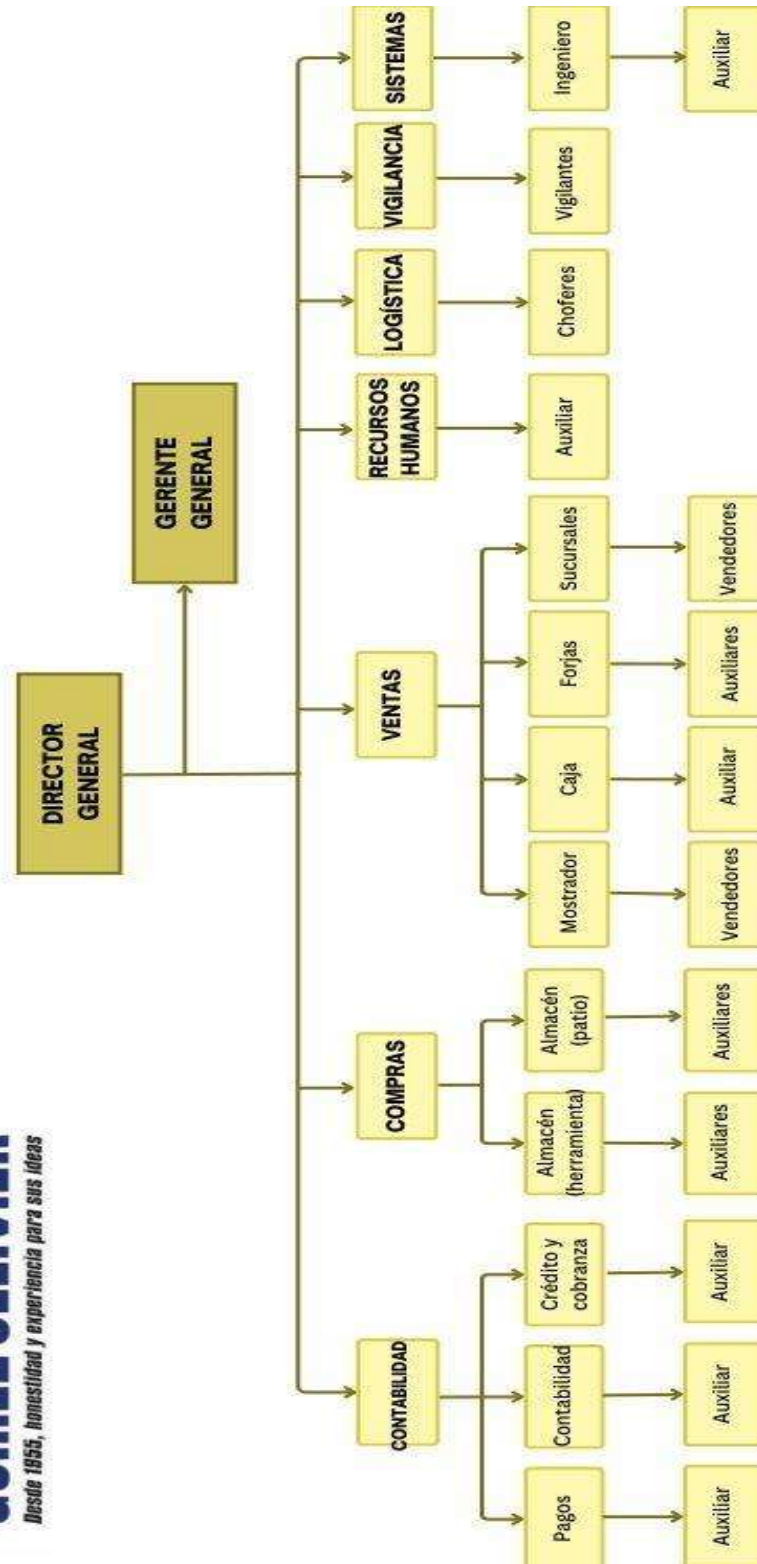 Desde 1955, honestidad y experiencia para sus ideas
DIRECTOR
GENERAL
GERENTE
GENERAL
CONTABILIDAD
COMPRAS
VENTAS
RECURSOS
HUMANOS
LOGÍSTICA
VIGILANCIA
SISTEMAS
Pagos
Contabilidad
Crédito y
cobranza
Almacén
(herramienta)
Almacén
(patio)
Mostrador
Caja
Forjas
Sucursales
Auxiliar
Choferes
Vigilantes
Ingeniero
Auxiliar
Auxiliar
Auxiliar
Auxiliares
Auxiliares
Vendedores
Auxiliar
Auxiliares
Vendedores
Auxiliar